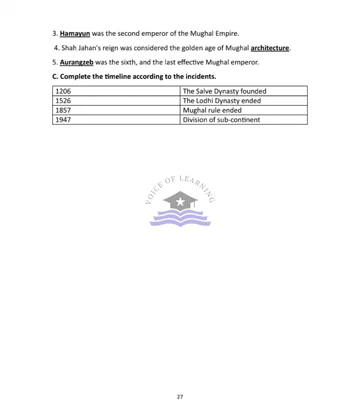 3. Hamayun was the second emperor of the Mughal Empire.
4. Shah Jahan's reign was considered the golden age of Mughal architecture.
5. Aurangzeb was the sixth, and the last effective Mughal emperor.
C. Complete the timeline according to the incidents.
1206 The Salve Dynasty founded
1526 The Lodhi Dynasty ended
1857 Mughal rule ended
1947 Division of sub-continent
VOICE OF LEARNING
27